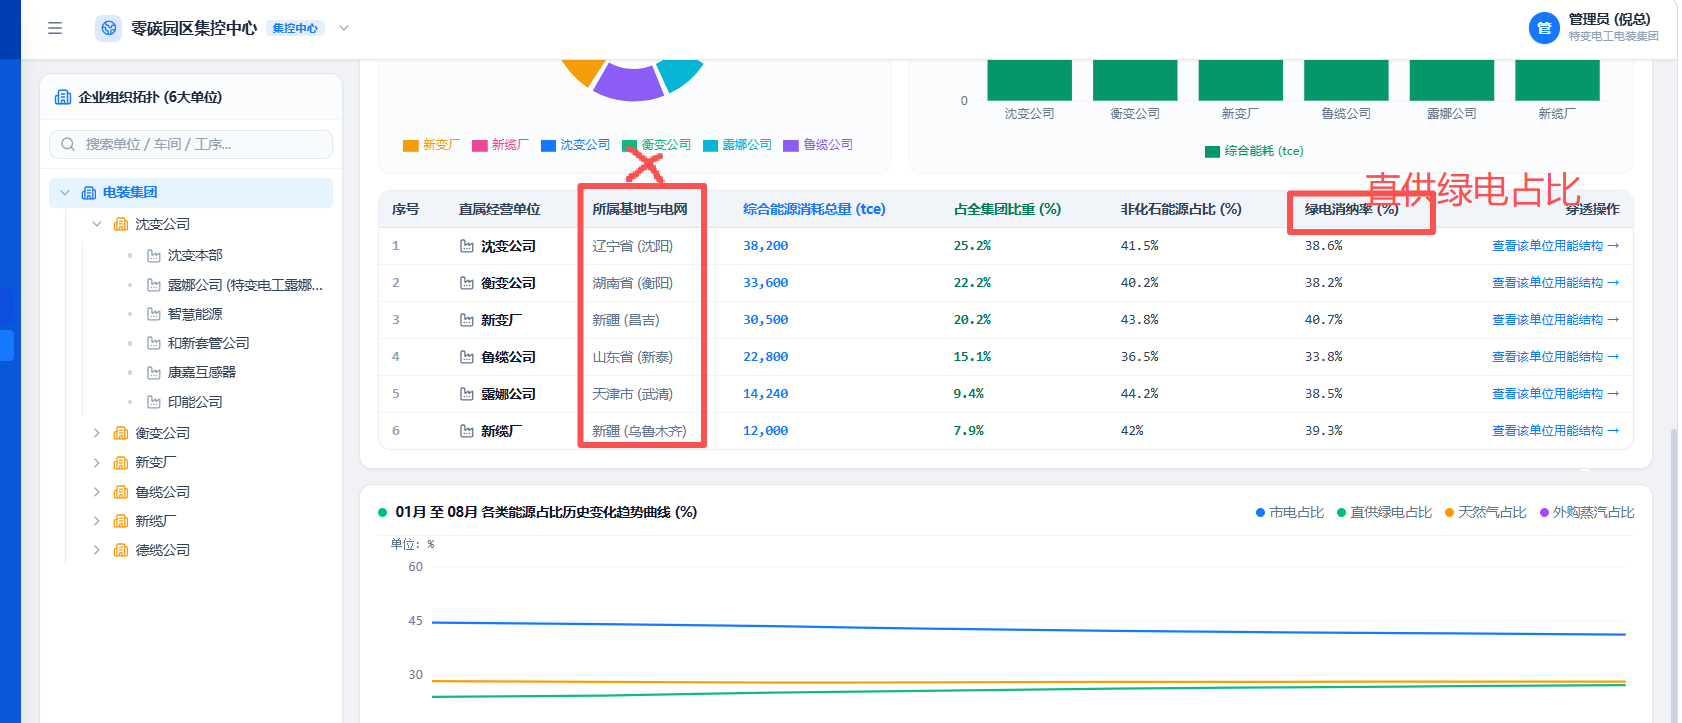 零碳园区集控中心 集控中心
管 管理员 (倪总)
特变电工电装集团
企业组织拓扑 (6大单位)
搜索单位 / 车间 / 工序...
电装集团
沈变公司
沈变本部
露娜公司 (特变电工露娜...
智慧能源
和新套管公司
康嘉互感器
印能公司
衡变公司
新变厂
鲁缆公司
新缆厂
德缆公司
新变厂 新缆厂 沈变公司 衡变公司 露娜公司 鲁缆公司
0
沈变公司 衡变公司 新变厂 鲁缆公司 露娜公司 新缆厂
综合能耗 (tce)
直供绿电占比
序号 直属经营单位 所属基地与电网 综合能源消耗总量 (tce) 占全集团比重 (%) 非化石能源占比 (%) 绿电消纳率 (%) 穿透操作
1 沈变公司 辽宁省 (沈阳) 38,200 25.2% 41.5% 38.6% 查看该单位用能结构 →
2 衡变公司 湖南省 (衡阳) 33,600 22.2% 40.2% 38.2% 查看该单位用能结构 →
3 新变厂 新疆 (昌吉) 30,500 20.2% 43.8% 40.7% 查看该单位用能结构 →
4 鲁缆公司 山东省 (新泰) 22,800 15.1% 36.5% 33.8% 查看该单位用能结构 →
5 露娜公司 天津市 (武清) 14,240 9.4% 44.2% 38.5% 查看该单位用能结构 →
6 新缆厂 新疆 (乌鲁木齐) 12,000 7.9% 42% 39.3% 查看该单位用能结构 →
01月 至 08月 各类能源占比历史变化趋势曲线 (%)
市电占比 直供绿电占比 天然气占比 外购蒸汽占比
单位: %
60
45
30